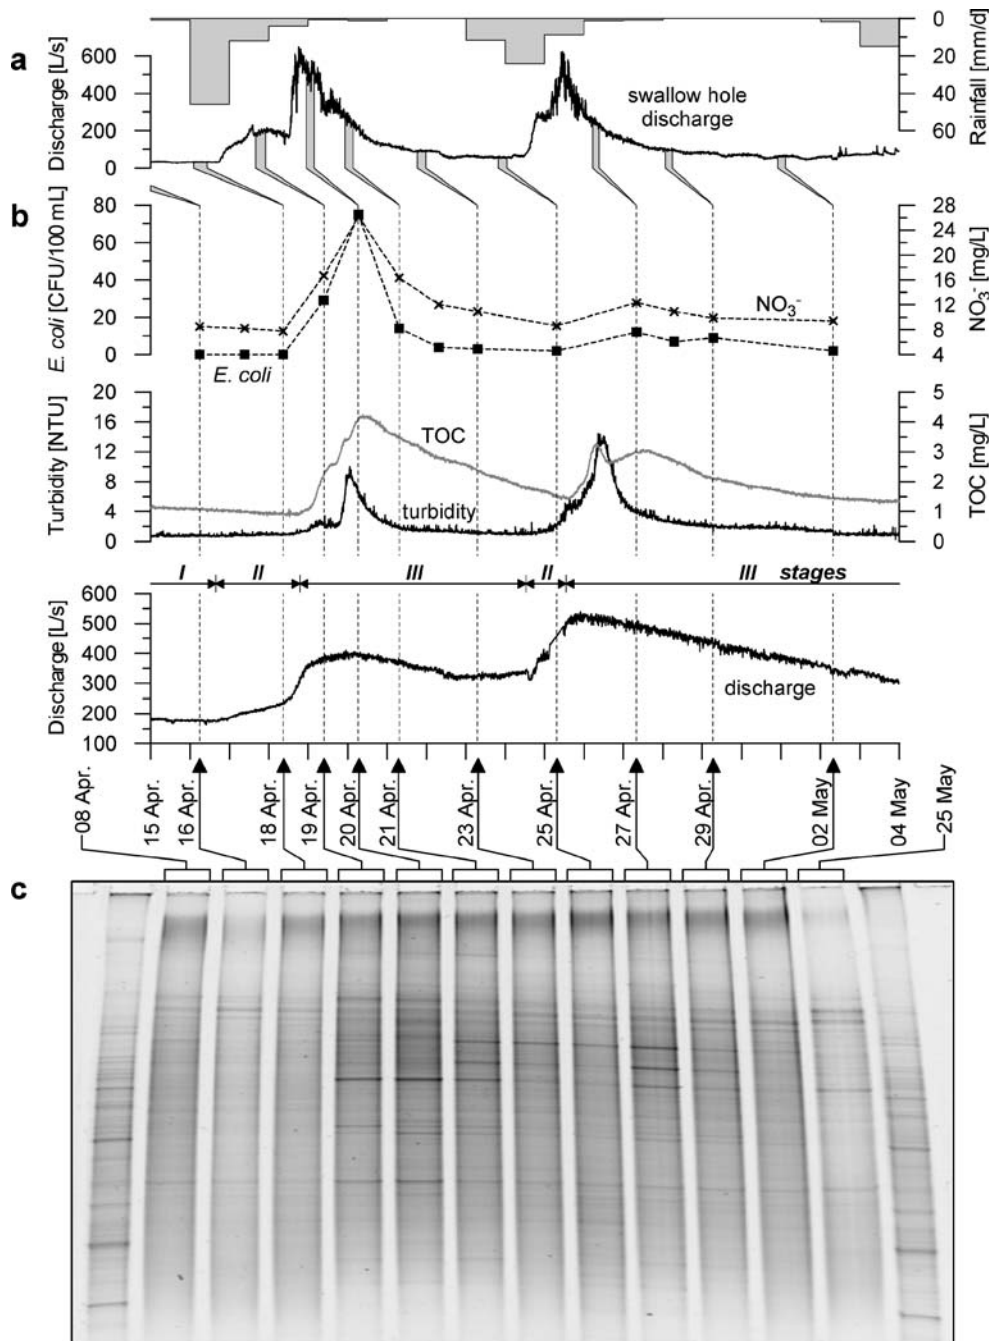 a
Discharge [L/s]
600
400
200
0
swallow hole
discharge
0
20
40
60
Rainfall [mm/d]
b
E. coli [CFU/100 mL]
80
60
40
20
0
E. coli
NO₃⁻
28
24
20
16
12
8
4
NO₃⁻ [mg/L]
Turbidity [NTU]
20
16
12
8
4
0
TOC
turbidity
5
4
3
2
1
0
TOC [mg/L]
I II III II III stages
Discharge [L/s]
600
500
400
300
200
100
discharge
08 Apr.
15 Apr.
16 Apr.
18 Apr.
19 Apr.
20 Apr.
21 Apr.
23 Apr.
25 Apr.
27 Apr.
29 Apr.
02 May
04 May
25 May
c